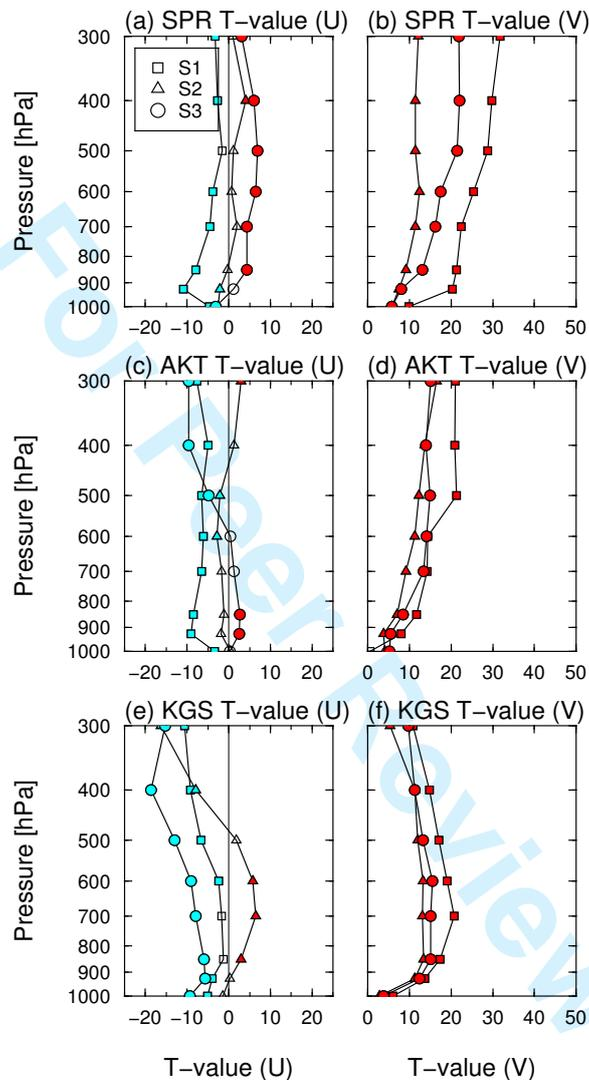 (a) SPR T−value (U)
(b) SPR T−value (V)
Pressure [hPa]
300
400
500
600
700
800
900
1000
S1
S2
S3
−20 −10 0 10 20
0 10 20 30 40 50
(c) AKT T−value (U)
(d) AKT T−value (V)
Pressure [hPa]
300
400
500
600
700
800
900
1000
−20 −10 0 10 20
0 10 20 30 40 50
(e) KGS T−value (U)
(f) KGS T−value (V)
Pressure [hPa]
300
400
500
600
700
800
900
1000
−20 −10 0 10 20
0 10 20 30 40 50
T−value (U)
T−value (V)
For Peer Review